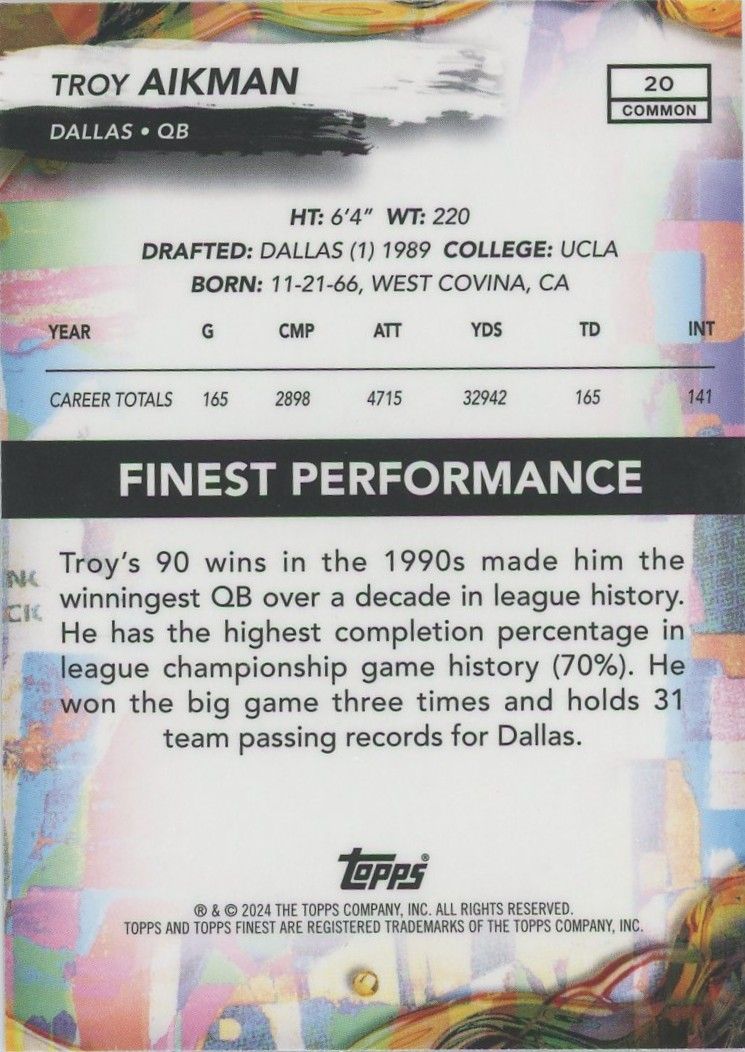 TROY AIKMAN
DALLAS • QB
20
COMMON
HT: 6'4" WT: 220
DRAFTED: DALLAS (1) 1989 COLLEGE: UCLA
BORN: 11-21-66, WEST COVINA, CA
YEAR G CMP ATT YDS TD INT
CAREER TOTALS 165 2898 4715 32942 165 141
FINEST PERFORMANCE
Troy's 90 wins in the 1990s made him the
winningest QB over a decade in league history.
He has the highest completion percentage in
league championship game history (70%). He
won the big game three times and holds 31
team passing records for Dallas.
topps®
® & © 2024 THE TOPPS COMPANY, INC. ALL RIGHTS RESERVED.
TOPPS AND TOPPS FINEST ARE REGISTERED TRADEMARKS OF THE TOPPS COMPANY, INC.